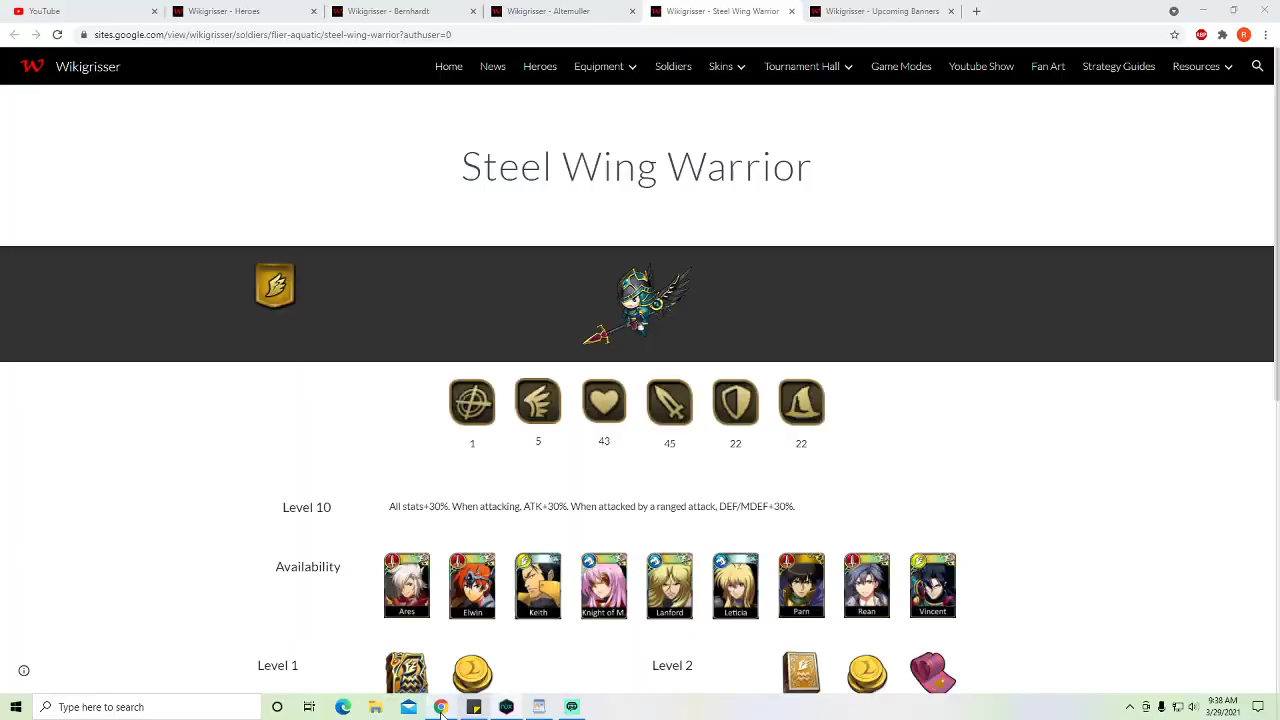 YouTube
Wikigrisser - Heroes
Wikigrisser - Bernhardt
Wikigrisser - Altemuller
Wikigrisser - Steel Wing Warrior
Wikigrisser - Upcoming Banners
sites.google.com/view/wikigrisser/soldiers/flier-aquatic/steel-wing-warrior?authuser=0
ABP
R
W Wikigrisser
Home News Heroes Equipment Soldiers Skins Tournament Hall Game Modes Youtube Show Fan Art Strategy Guides Resources
Steel Wing Warrior
1 5 43 45 22 22
Level 10 All stats+30%. When attacking, ATK+30%. When attacked by a ranged attack, DEF/MDEF+30%.
Availability
Ares Elwin Keith Knight of M. Lanford Leticia Parn Rean Vincent
Level 1 Level 2
Type here to search
9:38 AM
3/29/2021